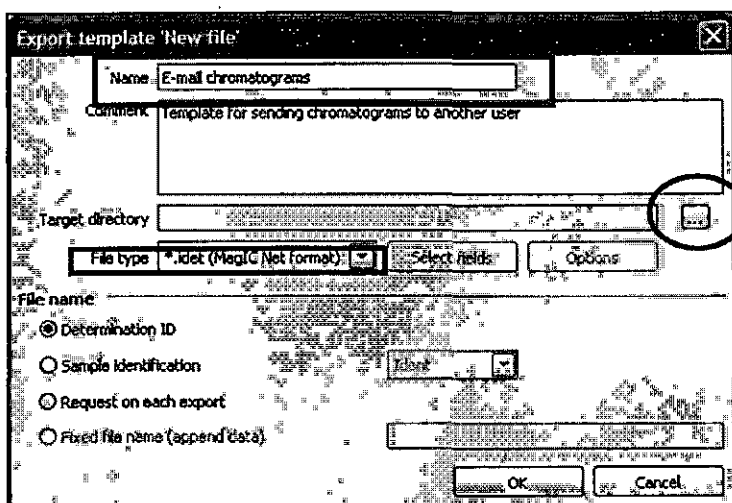 Export template 'New file'
Name E-mail chromatograms
Comment Template for sending chromatograms to another user
Target directory ...
File type *.idet (MagIC Net format) Select fields Options
File name
Determination ID
Sample identification Ident
Request on each export
Fixed file name (append data)
OK Cancel